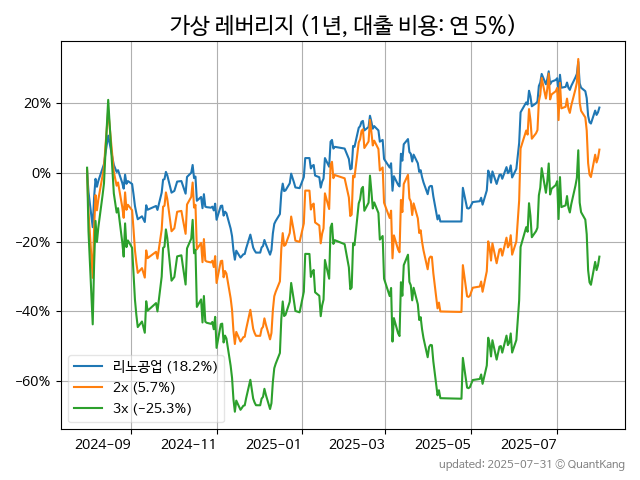 가상 레버리지 (1년, 대출 비용: 연 5%)
20%
0%
−20%
−40%
−60%
리노공업 (18.2%)
2x (5.7%)
3x (-25.3%)
2024-09 2024-11 2025-01 2025-03 2025-05 2025-07
updated: 2025-07-31 © QuantKang